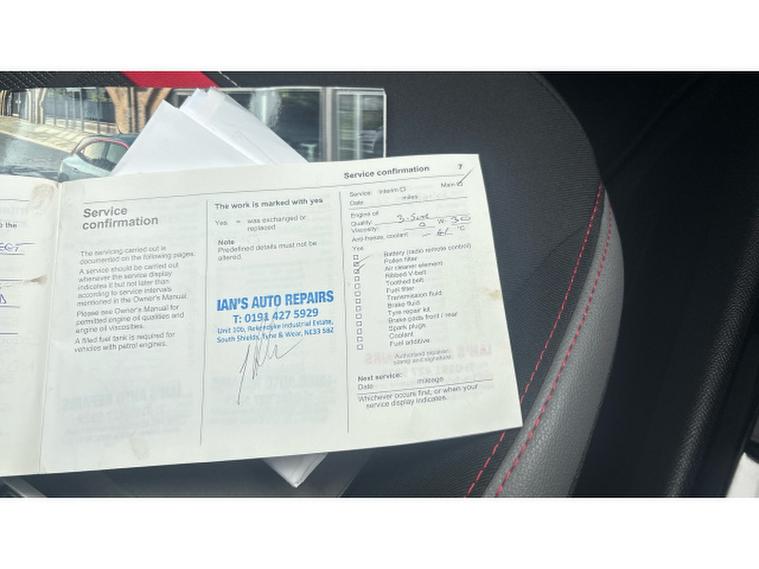 Service confirmation 7
Service
confirmation
The servicing carried out is
documented on the following pages.
A service should be carried out
whenever the service display
indicates it but not later than
according to service intervals
mentioned in the Owner's Manual.
Please see Owner's Manual for
permitted engine oil qualities and
engine oil viscosities.
A filled fuel tank is required for
vehicles with petrol engines.
The work is marked with yes
Yes = was exchanged or
replaced
Note
Predefined details must not be
altered.
IAN'S AUTO REPAIRS
T: 0191 427 5929
Unit 10b, Rekendyke Industrial Estate,
South Shields, Tyne & Wear, NE33 5BZ
Service: Interim Main
Date miles
Engine oil
Quality:
Viscosity: 0 W- 30
Anti-freeze, coolant °C
Yes
Battery (radio remote control)
Pollen filter
Air cleaner element
Ribbed V-belt
Toothed belt
Fuel filter
Transmission fluid
Brake fluid
Tyre repair kit
Brake pads front / rear
Spark plugs
Coolant
Fuel additive
Authorised repairer
stamp and signature
Next service:
Date mileage
Whichever occurs first, or when your
service display indicates.